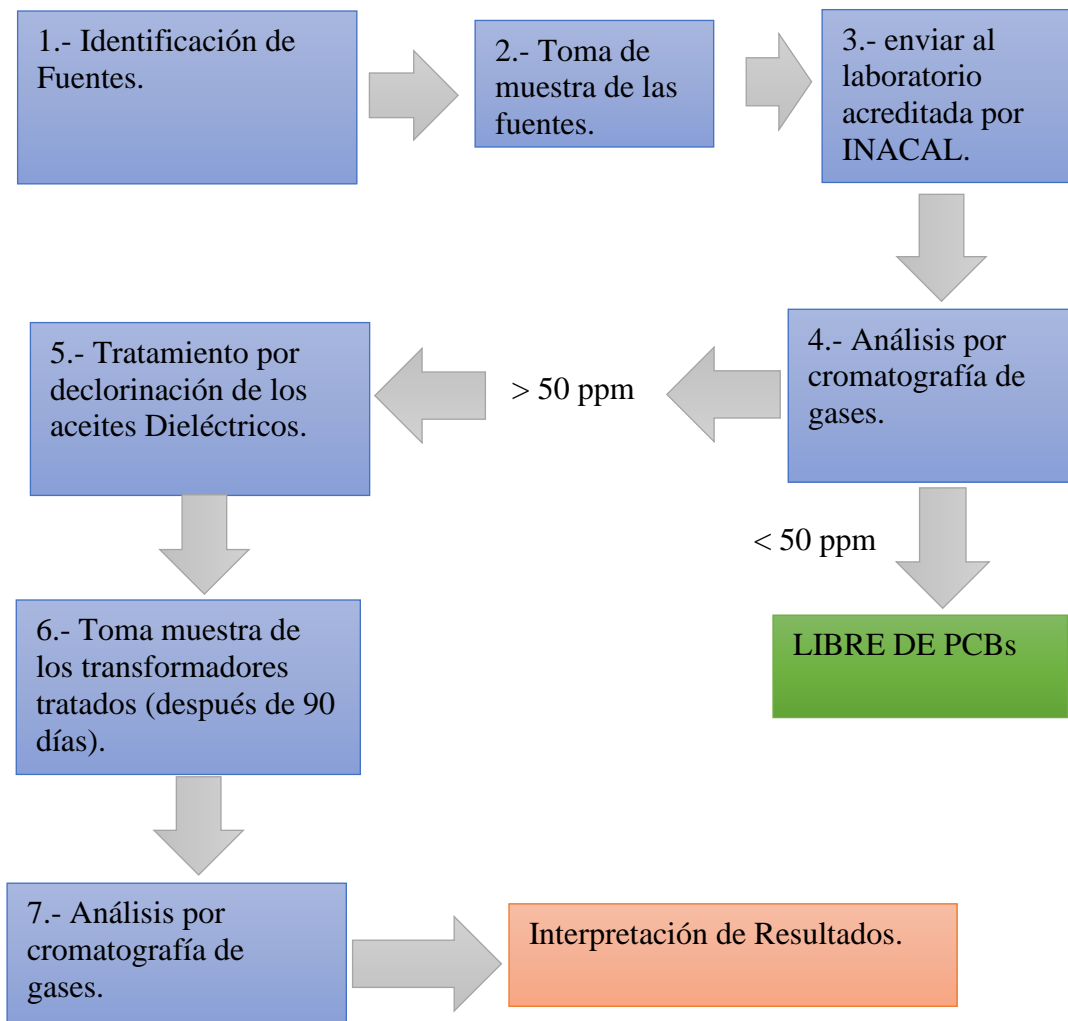 1.- Identificación de
Fuentes.
2.- Toma de
muestra de las
fuentes.
3.- enviar al
laboratorio
acreditada por
INACAL.
4.- Análisis por
cromatografía de
gases.
> 50 ppm
5.- Tratamiento por
declorinación de los
aceites Dieléctricos.
< 50 ppm
LIBRE DE PCBs
6.- Toma muestra de
los transformadores
tratados (después de 90
días).
7.- Análisis por
cromatografía de
gases.
Interpretación de Resultados.